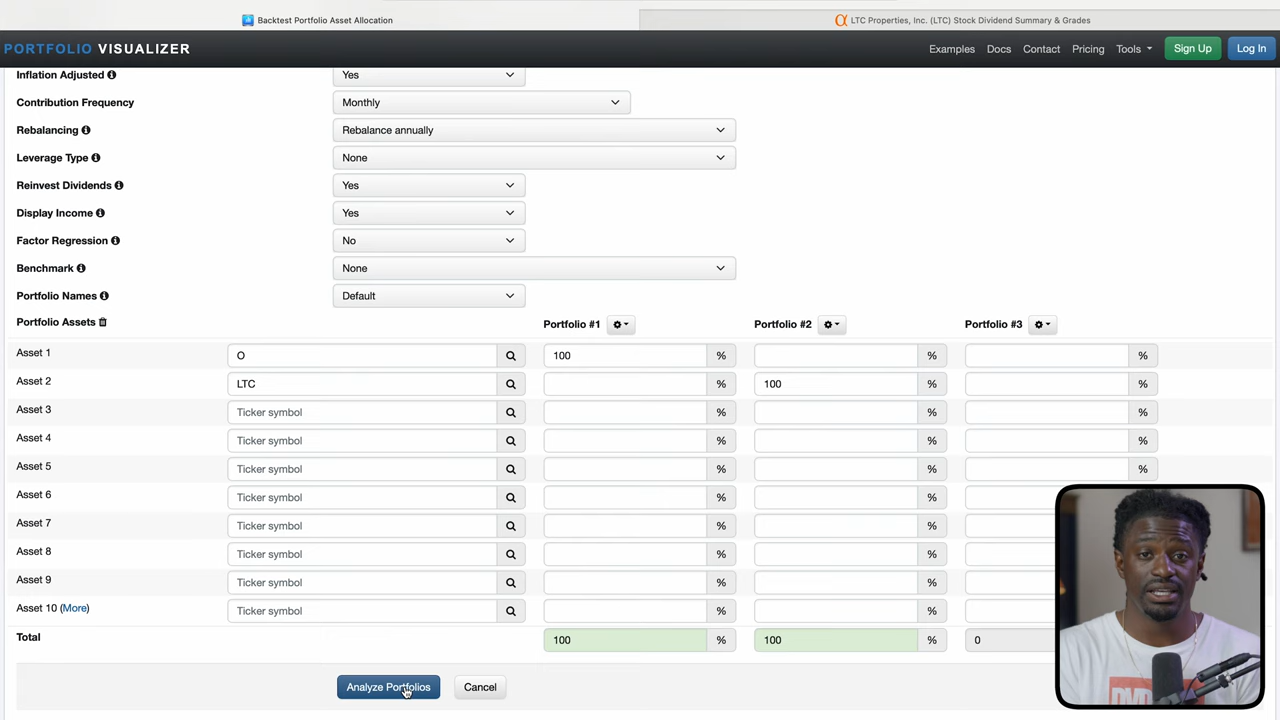 Backtest Portfolio Asset Allocation
LTC Properties, Inc. (LTC) Stock Dividend Summary & Grades
PORTFOLIO VISUALIZER
Examples Docs Contact Pricing Tools Sign Up Log In
Inflation Adjusted Yes
Contribution Frequency Monthly
Rebalancing Rebalance annually
Leverage Type None
Reinvest Dividends Yes
Display Income Yes
Factor Regression No
Benchmark None
Portfolio Names Default
Portfolio Assets Portfolio #1 Portfolio #2 Portfolio #3
Asset 1 O 100 % % %
Asset 2 LTC % 100 % %
Asset 3 Ticker symbol % % %
Asset 4 Ticker symbol % % %
Asset 5 Ticker symbol % % %
Asset 6 Ticker symbol % %
Asset 7 Ticker symbol % %
Asset 8 Ticker symbol % %
Asset 9 Ticker symbol % %
Asset 10 (More) Ticker symbol % %
Total 100 % 100 % 0
Analyze Portfolios Cancel